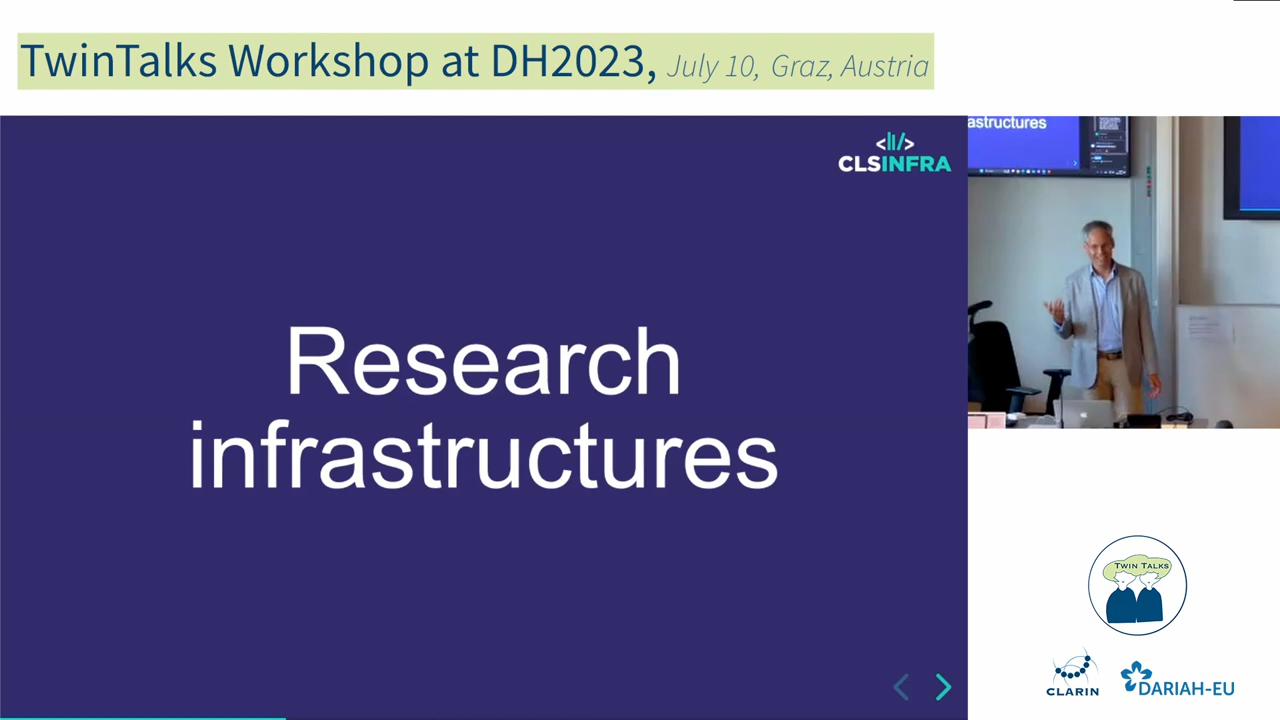 TwinTalks Workshop at DH2023, July 10, Graz, Austria
CLSINFRA
astructures
Research
infrastructures
TWIN TALKS
CLARIN
DARIAH-EU